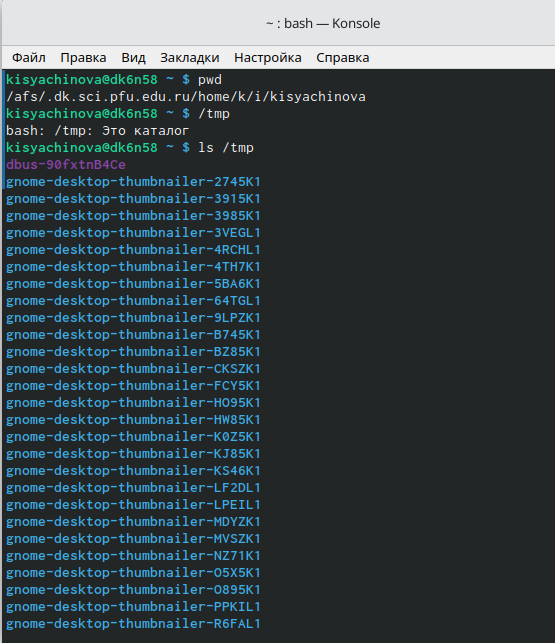 ~ : bash — Konsole
Файл Правка Вид Закладки Настройка Справка
kisyachinova@dk6n58 ~ $ pwd
/afs/.dk.sci.pfu.edu.ru/home/k/i/kisyachinova
kisyachinova@dk6n58 ~ $ /tmp
bash: /tmp: Это каталог
kisyachinova@dk6n58 ~ $ ls /tmp
dbus-90fxtnB4Ce
gnome-desktop-thumbnailer-2745K1
gnome-desktop-thumbnailer-3915K1
gnome-desktop-thumbnailer-3985K1
gnome-desktop-thumbnailer-3VEGL1
gnome-desktop-thumbnailer-4RCHL1
gnome-desktop-thumbnailer-4TH7K1
gnome-desktop-thumbnailer-5BA6K1
gnome-desktop-thumbnailer-64TGL1
gnome-desktop-thumbnailer-9LPZK1
gnome-desktop-thumbnailer-B745K1
gnome-desktop-thumbnailer-BZ85K1
gnome-desktop-thumbnailer-CKSZK1
gnome-desktop-thumbnailer-FCY5K1
gnome-desktop-thumbnailer-HO95K1
gnome-desktop-thumbnailer-HW85K1
gnome-desktop-thumbnailer-K0Z5K1
gnome-desktop-thumbnailer-KJ85K1
gnome-desktop-thumbnailer-KS46K1
gnome-desktop-thumbnailer-LF2DL1
gnome-desktop-thumbnailer-LPEIL1
gnome-desktop-thumbnailer-MDYZK1
gnome-desktop-thumbnailer-MVSZK1
gnome-desktop-thumbnailer-NZ71K1
gnome-desktop-thumbnailer-O5X5K1
gnome-desktop-thumbnailer-O895K1
gnome-desktop-thumbnailer-PPKIL1
gnome-desktop-thumbnailer-R6FAL1